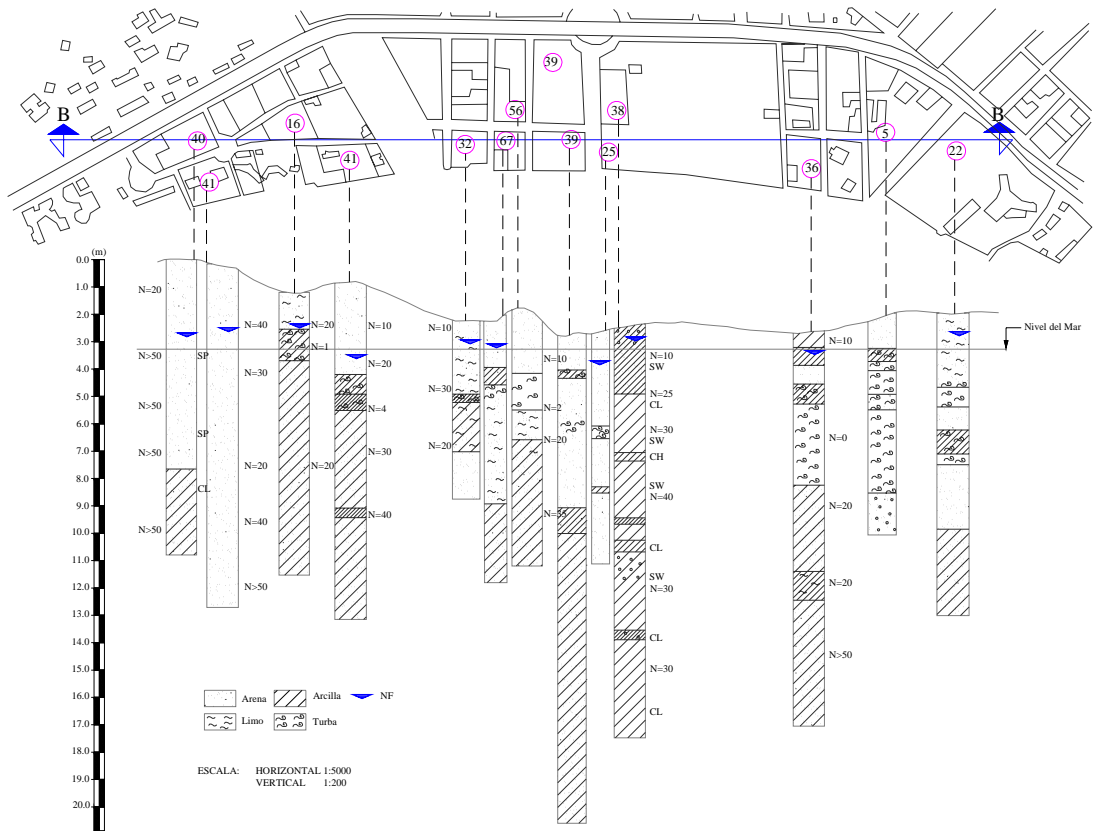 39
56
38
B
B
16
5
40
32
67
39
25
22
41
41
36
(m)
0.0
1.0
2.0
3.0
4.0
5.0
6.0
7.0
8.0
9.0
10.0
11.0
12.0
13.0
14.0
15.0
16.0
17.0
18.0
19.0
20.0
N=20
N>50
N>50
N>50
N>50
SP
SP
CL
N=40
N=30
N=20
N=40
N>50
N=20
N=1
N=20
N=10
N=20
N=4
N=30
N=40
N=10
N=30
N=20
N=10
N=2
N=20
N=55
N=10
SW
N=25
CL
N=30
SW
CH
SW
N=40
CL
SW
N=30
CL
N=30
CL
N=10
N=0
N=20
N=20
N>50
Nivel del Mar
Arena
Arcilla
NF
Limo
Turba
ESCALA: HORIZONTAL 1:5000
VERTICAL 1:200